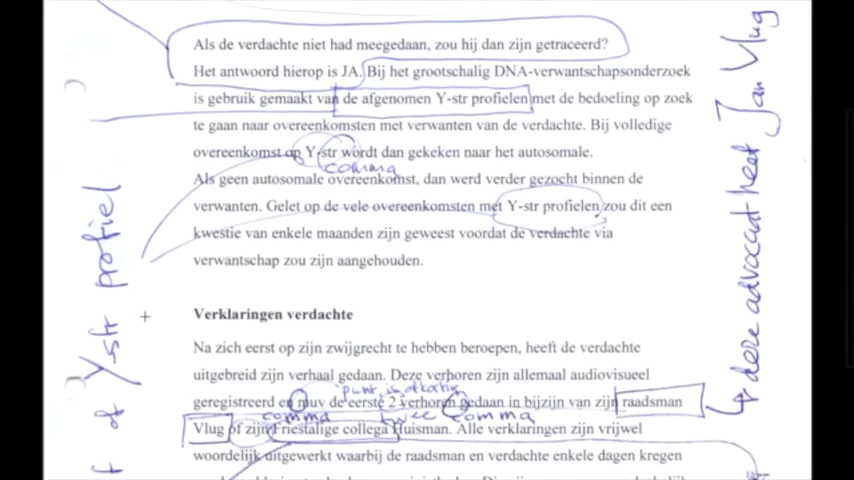 Als de verdachte niet had meegedaan, zou hij dan zijn getraceerd?
Het antwoord hierop is JA. Bij het grootschalig DNA-verwantschapsonderzoek
is gebruik gemaakt van de afgenomen Y-str profielen met de bedoeling op zoek
te gaan naar overeenkomsten met verwanten van de verdachte. Bij volledige
overeenkomst op Y-str wordt dan gekeken naar het autosomale.
comma
Als geen autosomale overeenkomst, dan werd verder gezocht binnen de
verwanten. Gelet op de vele overeenkomsten met Y-str profielen zou dit een
kwestie van enkele maanden zijn geweest voordat de verdachte via
verwantschap zou zijn aangehouden.
+ Verklaringen verdachte
Na zich eerst op zijn zwijgrecht te hebben beroepen, heeft de verdachte
uitgebreid zijn verhaal gedaan. Deze verhoren zijn allemaal audiovisueel
punt is afkorting
geregistreerd en muv de eerste 2 verhoren gedaan in bijzijn van zijn raadsman
comma twee comma
Vlug of zijn Friestalige collega Huisman. Alle verklaringen zijn vrijwel
woordelijk uitgewerkt waarbij de raadsman en verdachte enkele dagen kregen
of Ystr profiel
deze advocaat heet Jan Vlug